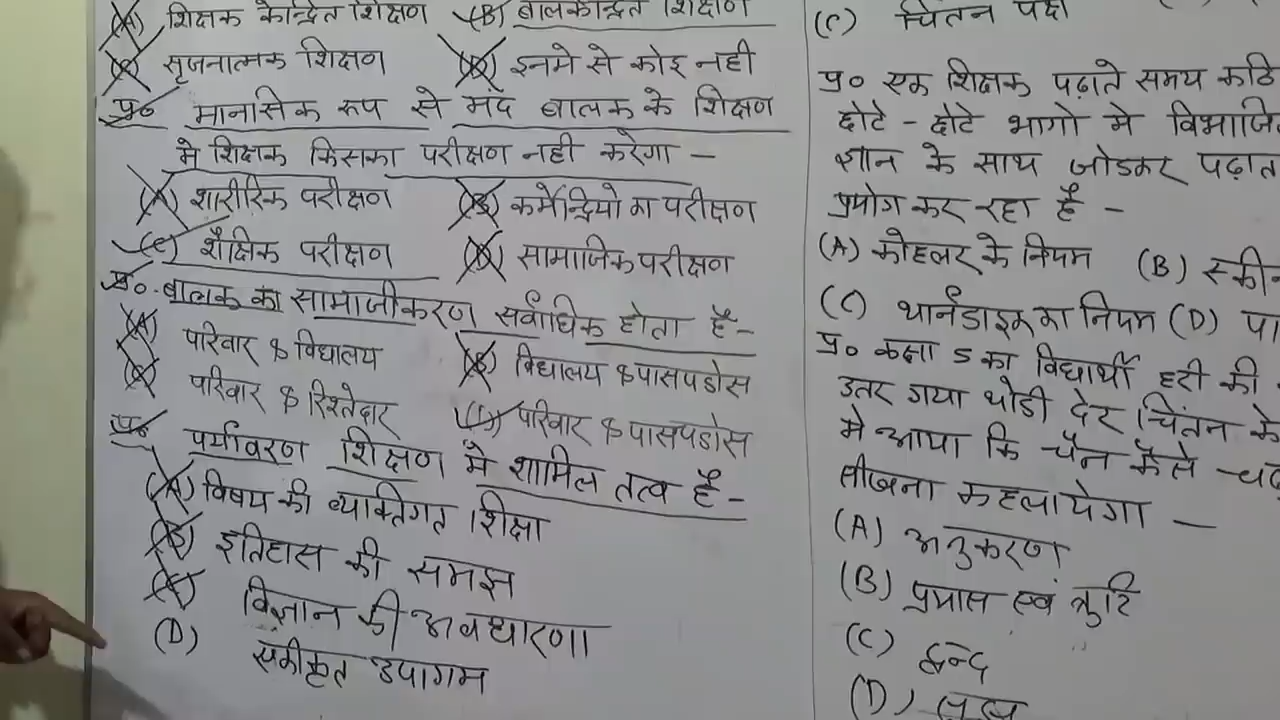 (A) शिक्षक केन्द्रित शिक्षण (B) बालकेन्द्रित शिक्षण
(C) सृजनात्मक शिक्षण (D) इनमे से कोइ नही
प्र० मानसिक रूप से मंद बालक के शिक्षण
मे शिक्षक किसका परीक्षण नही करेगा -
(A) शारीरिक परीक्षण (B) कर्मेन्द्रियो का परीक्षण
(C) शैक्षिक परीक्षण (D) सामाजिक परीक्षण
प्र० बालक का सामाजीकरण सर्वाधिक होता है-
(A) परिवार & विद्यालय (B) विद्यालय & पासपडोस
(C) परिवार & रिश्तेदार (D) परिवार & पासपडोस
प्र० पर्यावरण शिक्षण मे शामिल तत्व है-
(A) विषय की व्यक्तिगत शिक्षा
(B) इतिहास की समझ
(C) विज्ञान की अवधारणा
(D) एकीकृत उपागम
(C) चिंतन पक्ष
प्र० एक शिक्षक पढ़ाते समय कठि
छोटे - छोटे भागो मे विभाजि
ज्ञान के साथ जोडकर पढ़ात
प्रयोग कर रहा है -
(A) कोहलर के नियम (B) स्कीन
(C) थार्नडाइक का नियम (D) पा
प्र० कक्षा 5 का विद्यार्थी हरी की
उतर गया थोडी देर चिंतन के
मे आया कि चैन कैसे चढ
सीखना कहलायेगा -
(A) अनुकरण
(B) प्रयास एवं त्रुटि
(C) द्वन्द
(D) सूझ